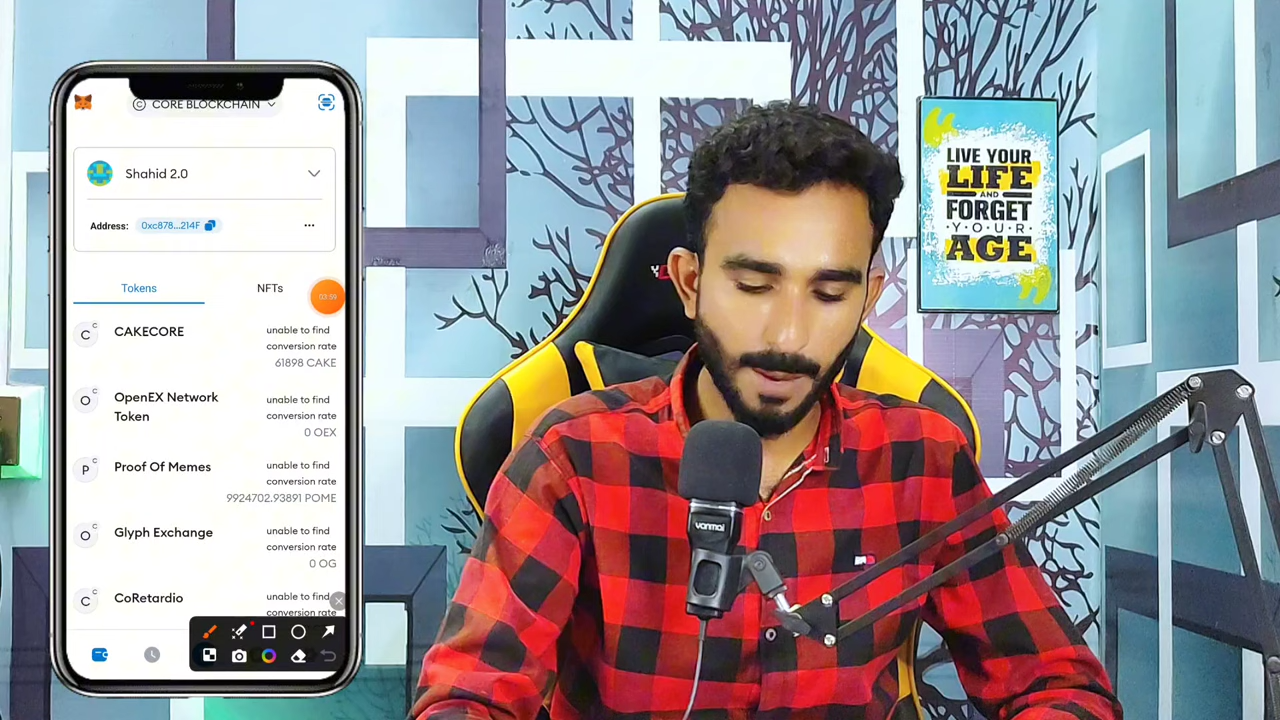 CORE BLOCKCHAIN
Shahid 2.0
Address: 0xc878...214F
Tokens
NFTs
03:59
C
C
CAKECORE
unable to find
conversion rate
61898 CAKE
O
C
OpenEX Network
Token
unable to find
conversion rate
0 OEX
P
C
Proof Of Memes
unable to find
conversion rate
9924702.93891 POME
O
C
Glyph Exchange
unable to find
conversion rate
0 OG
C
C
CoRetardio
unable to find
conversion rate
vanmai
LIVE YOUR
LIFE
AND
FORGET
·Y·O·U·R·
AGE